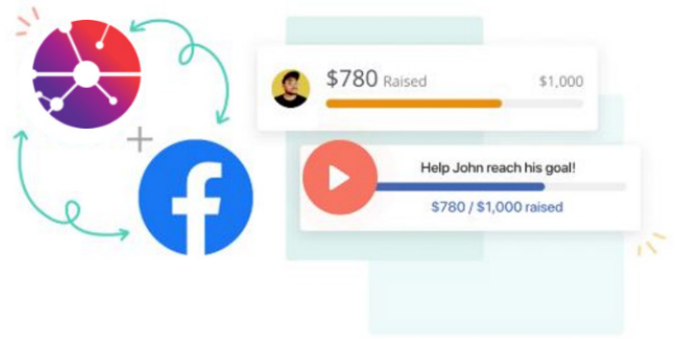 $780 Raised $1,000
Help John reach his goal!
$780 / $1,000 raised